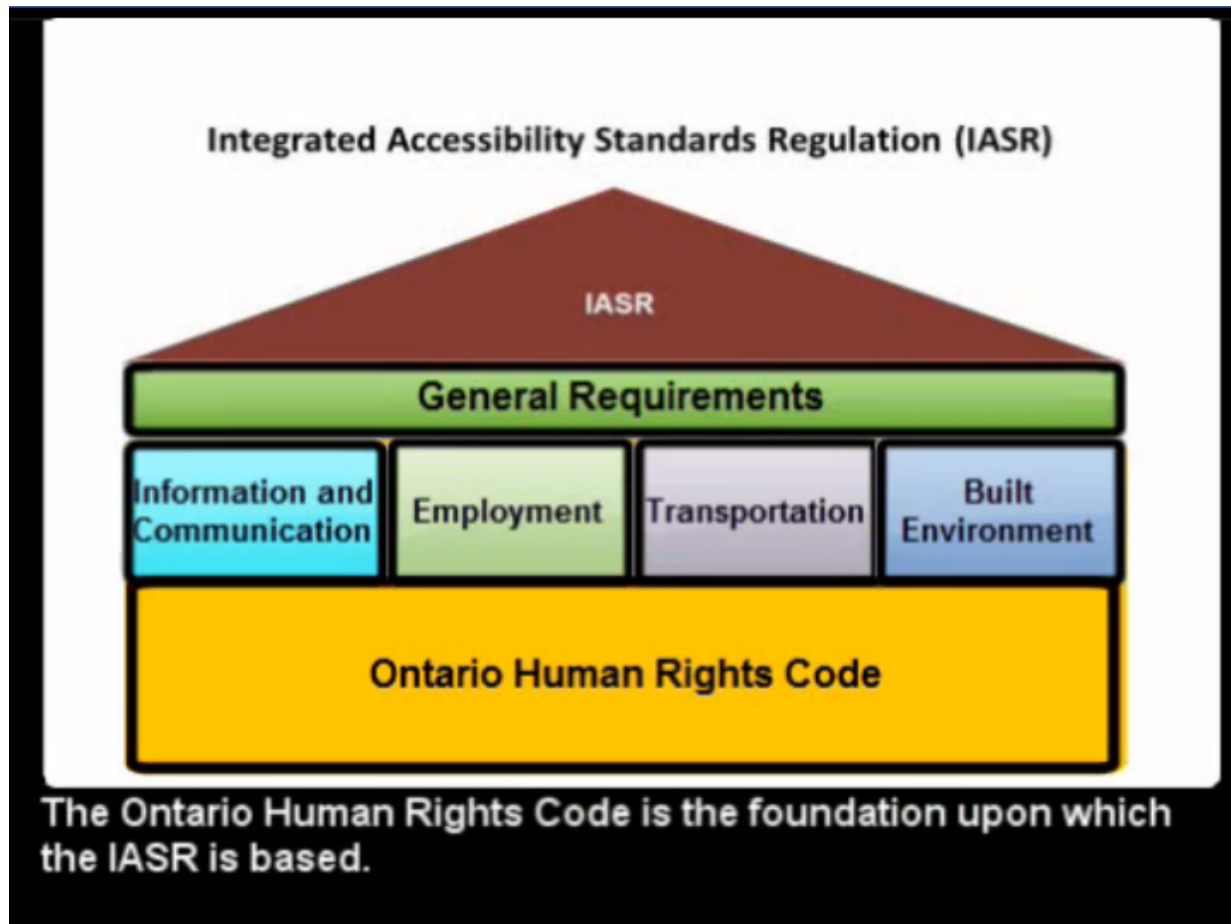 Integrated Accessibility Standards Regulation (IASR)
IASR
General Requirements
Information and
Communication
Employment
Transportation
Built
Environment
Ontario Human Rights Code
The Ontario Human Rights Code is the foundation upon which
the IASR is based.